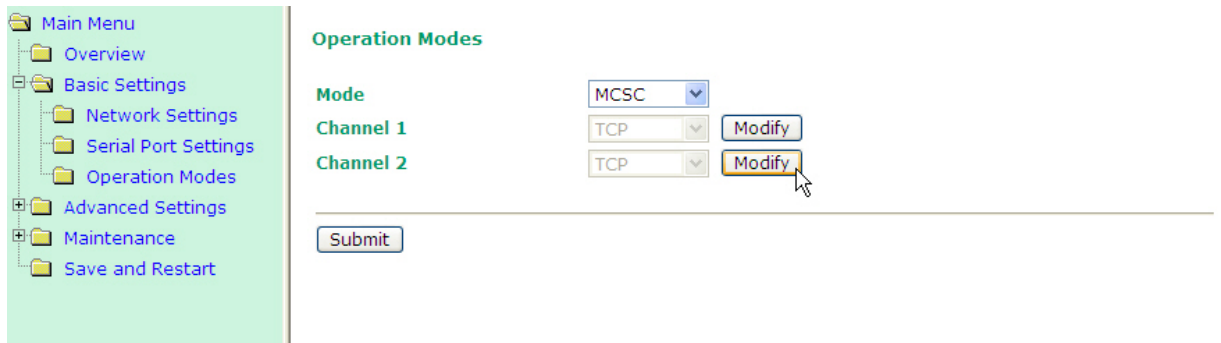 Main Menu
Overview
Basic Settings
Network Settings
Serial Port Settings
Operation Modes
Advanced Settings
Maintenance
Save and Restart
Operation Modes
Mode MCSC
Channel 1 TCP Modify
Channel 2 TCP Modify
Submit